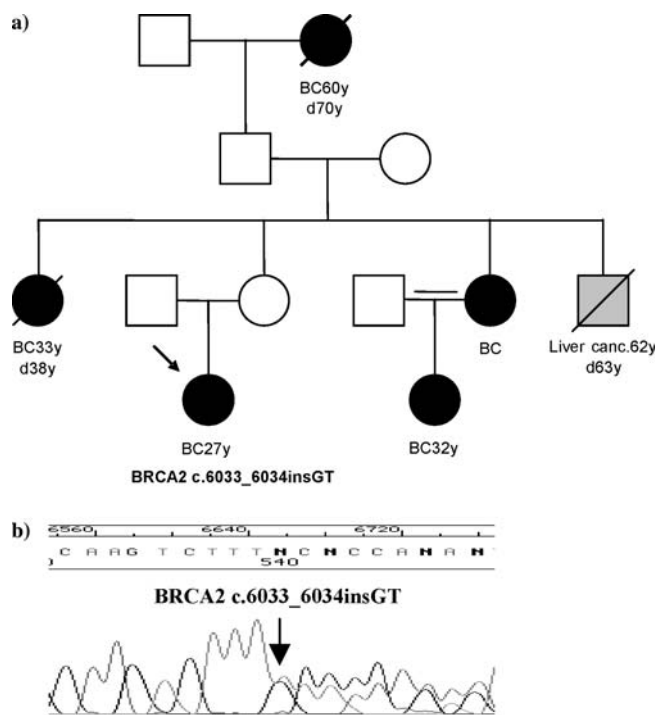 a)
BC60y
d70y
BC33y
d38y
BC
Liver canc.62y
d63y
BC27y
BC32y
BRCA2 c.6033_6034insGT
b)
6560 6640 6720
C A A G T C T T T N C N C C A N A N
540
BRCA2 c.6033_6034insGT